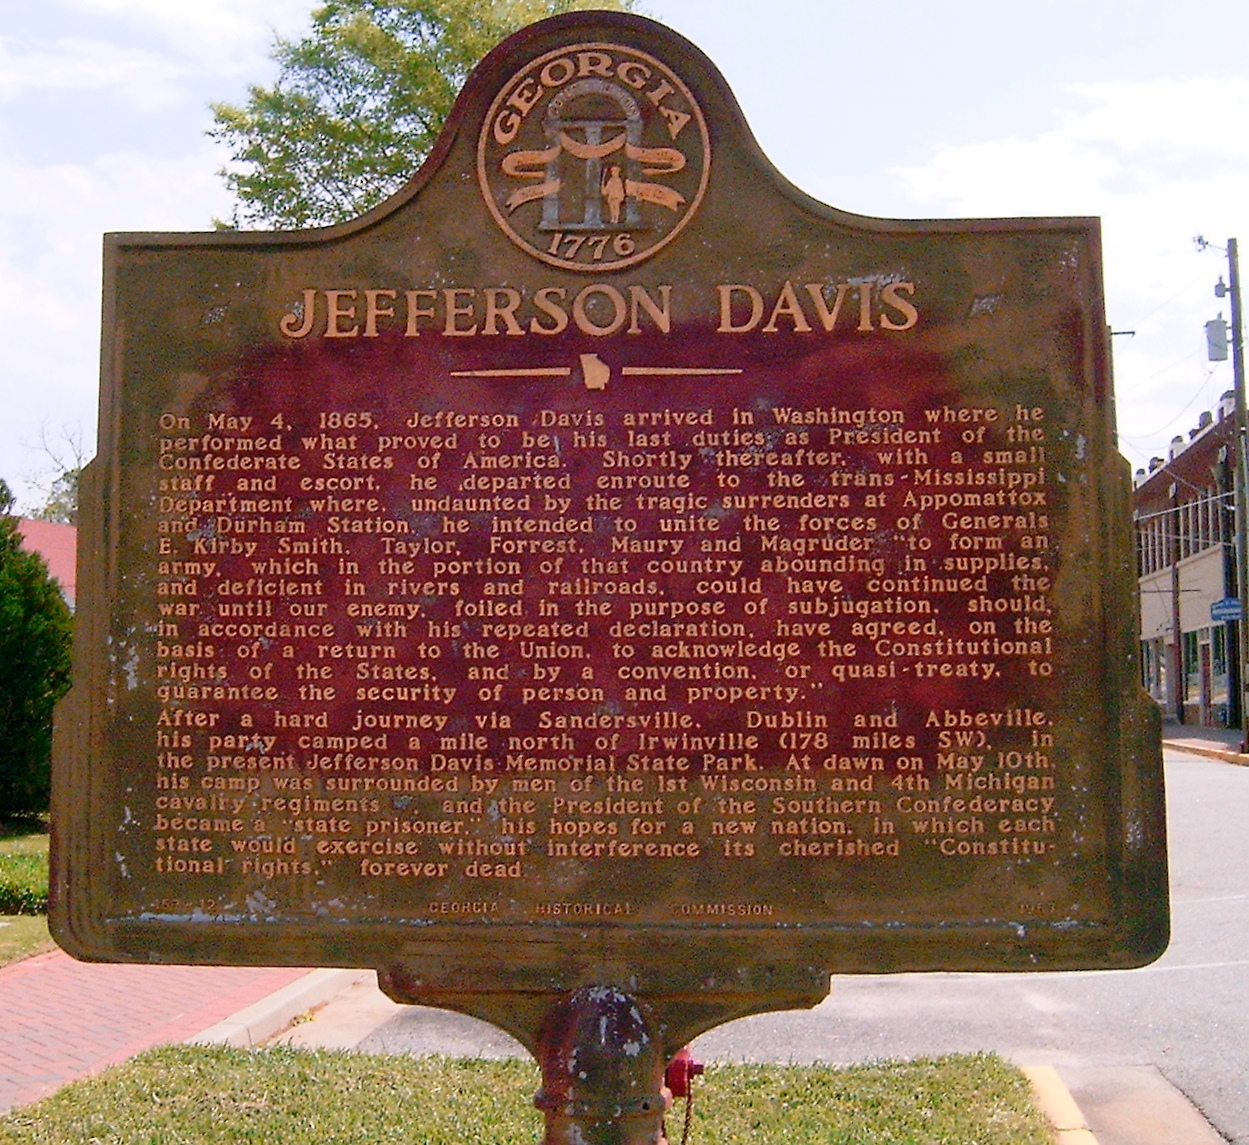 GEORGIA
1776
JEFFERSON DAVIS
On May 4, 1865, Jefferson Davis arrived in Washington where he
performed what proved to be his last duties as President of the
Confederate States of America. Shortly thereafter, with a small
staff and escort, he departed enroute to the trans-Mississippi
Department where, undaunted by the tragic surrenders at Appomattox
and Durham Station, he intended to unite the forces of Generals
E. Kirby Smith, Taylor, Forrest, Maury and Magruder "to form an
army, which in the portion of that country abounding in supplies,
and deficient in rivers and railroads, could have continued the
war until our enemy, foiled in the purpose of subjugation, should,
in accordance with his repeated declaration, have agreed, on the
basis of a return to the Union, to acknowledge the Constitutional
rights of the States, and by a convention, or quasi-treaty, to
guarantee the security of person and property."
After a hard journey via Sandersville, Dublin and Abbeville,
his party camped a mile north of Irwinville (178 miles SW), in
the present Jefferson Davis Memorial State Park. At dawn on May 10th,
his camp was surrounded by men of the 1st Wisconsin and 4th Michigan
cavalry regiments and the President of the Southern Confederacy
became a "state prisoner," his hopes for a new nation, in which each
state would exercise without interference its cherished "Constitu-
tional rights," forever dead.
157-12 GEORGIA HISTORICAL COMMISSION